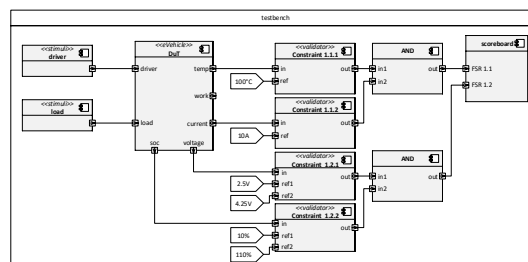 testbench
<<stimuli>>
driver
<<stimuli>>
load
<<eVehicle>>
DuT
driver
temp
work
load
current
soc
voltage
<<validator>>
Constraint 1.1.1
in
out
ref
100°C
<<validator>>
Constraint 1.1.2
in
out
ref
10A
<<validator>>
Constraint 1.2.1
in
out
ref1
ref2
2.5V
4.25V
<<validator>>
Constraint 1.2.2
in
out
ref1
ref2
10%
110%
AND
in1
out
in2
AND
in1
out
in2
scoreboard
FSR 1.1
FSR 1.2